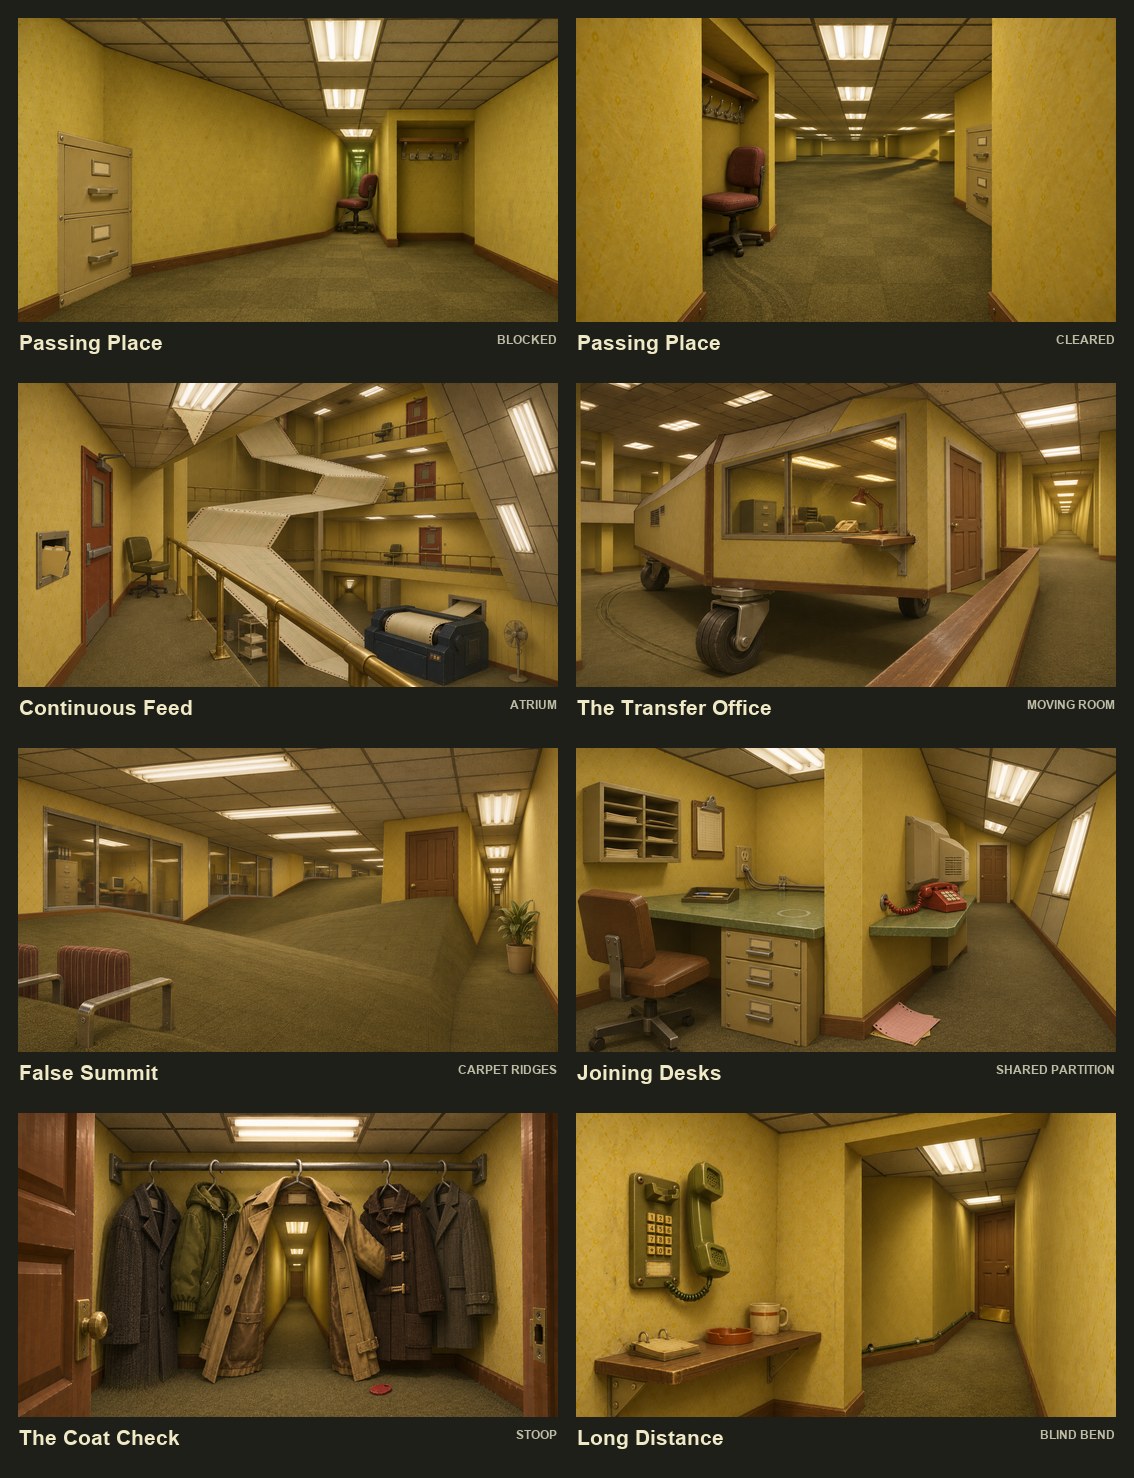 Passing Place
BLOCKED
Passing Place
CLEARED
Continuous Feed
ATRIUM
The Transfer Office
MOVING ROOM
False Summit
CARPET RIDGES
Joining Desks
SHARED PARTITION
The Coat Check
STOOP
Long Distance
BLIND BEND